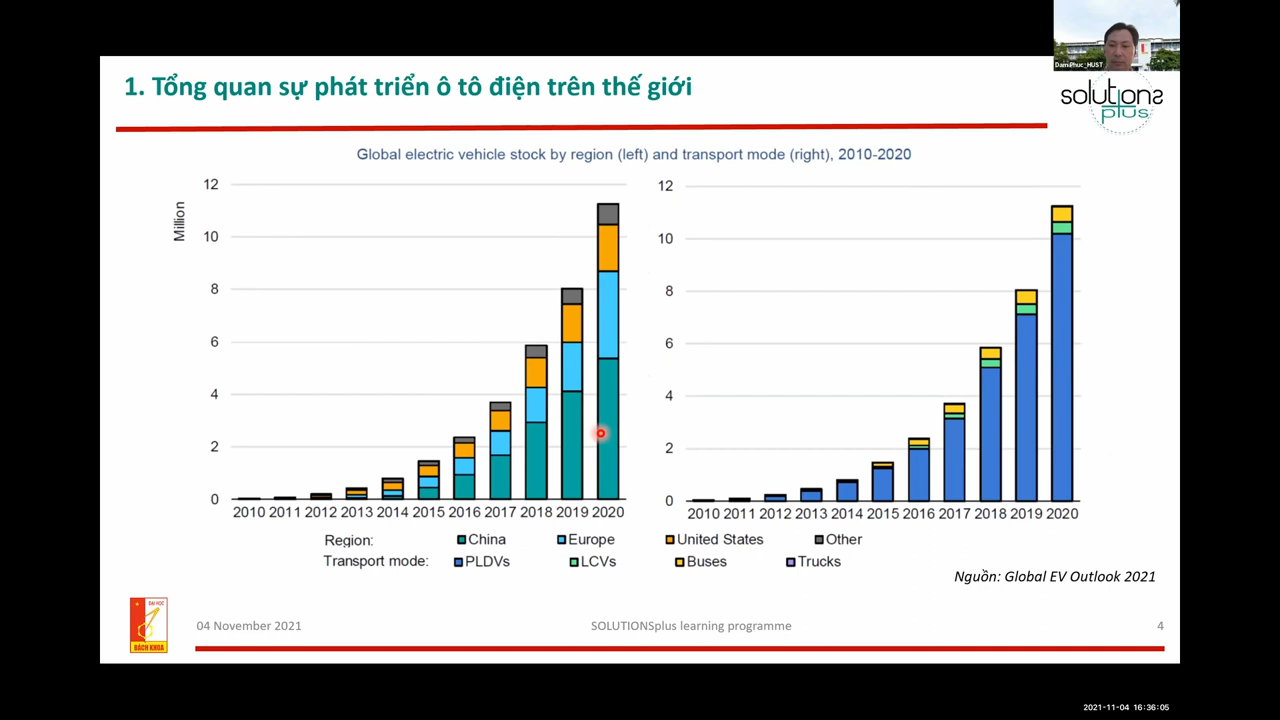 DamPhuc_HUST
solutions
plus
1. Tổng quan sự phát triển ô tô điện trên thế giới
Global electric vehicle stock by region (left) and transport mode (right), 2010-2020
Million
12
10
8
6
4
2
0
2010 2011 2012 2013 2014 2015 2016 2017 2018 2019 2020
12
10
8
6
4
2
0
2010 2011 2012 2013 2014 2015 2016 2017 2018 2019 2020
Region: China Europe United States Other
Transport mode: PLDVs LCVs Buses Trucks
Nguồn: Global EV Outlook 2021
ĐẠI HỌC
BÁCH KHOA
04 November 2021
SOLUTIONSplus learning programme
4
2021-11-04 16:36:05